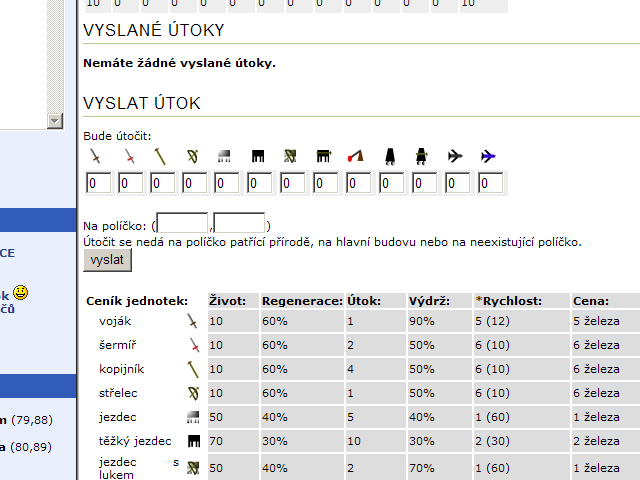 10 0 0 0 0 0 0 0 0 0 0 0 10
VYSLANÉ ÚTOKY
Nemáte žádné vyslané útoky.
VYSLAT ÚTOK
Bude útočit:
0 0 0 0 0 0 0 0 0 0 0 0 0
Na políčko: ( , )
Útočit se nedá na políčko patřící přírodě, na hlavní budovu nebo na neexistující políčko.
vyslat
CE
ok
čů
m (74,88)
a (80,89)
Ceník jednotek: Život: Regenerace: Útok: Výdrž: *Rychlost: Cena:
voják 10 60% 1 90% 5 (12) 5 železa
šermíř 10 60% 2 50% 6 (10) 6 železa
kopijník 10 60% 4 50% 6 (10) 6 železa
střelec 10 60% 1 50% 6 (10) 6 železa
jezdec 50 40% 5 40% 1 (60) 1 železa
těžký jezdec 70 30% 10 30% 2 (30) 2 železa
jezdec s
lukem 50 40% 2 70% 1 (60) 1 železa